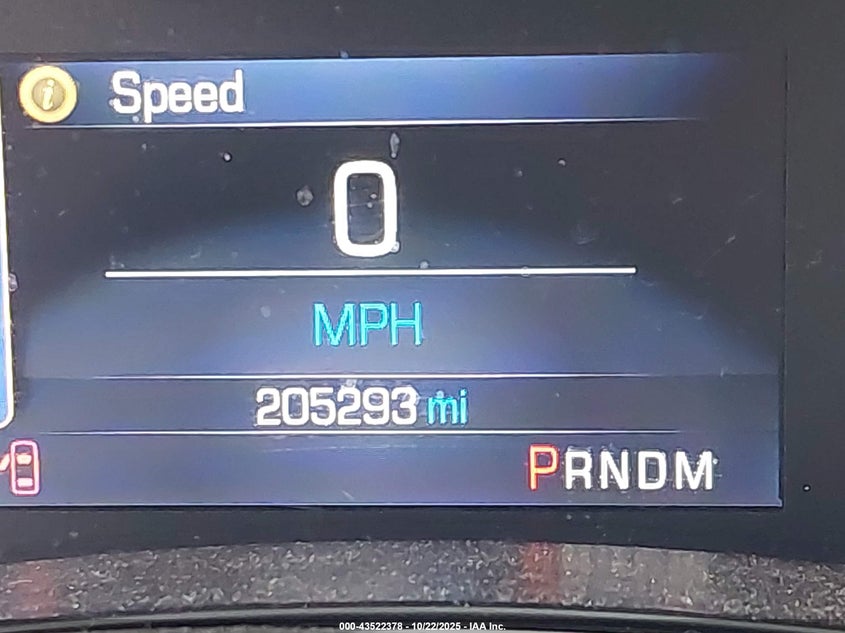 i Speed
0
MPH
205293 mi
PRNDM
000-43522378 - 10/22/2025 - IAA Inc.